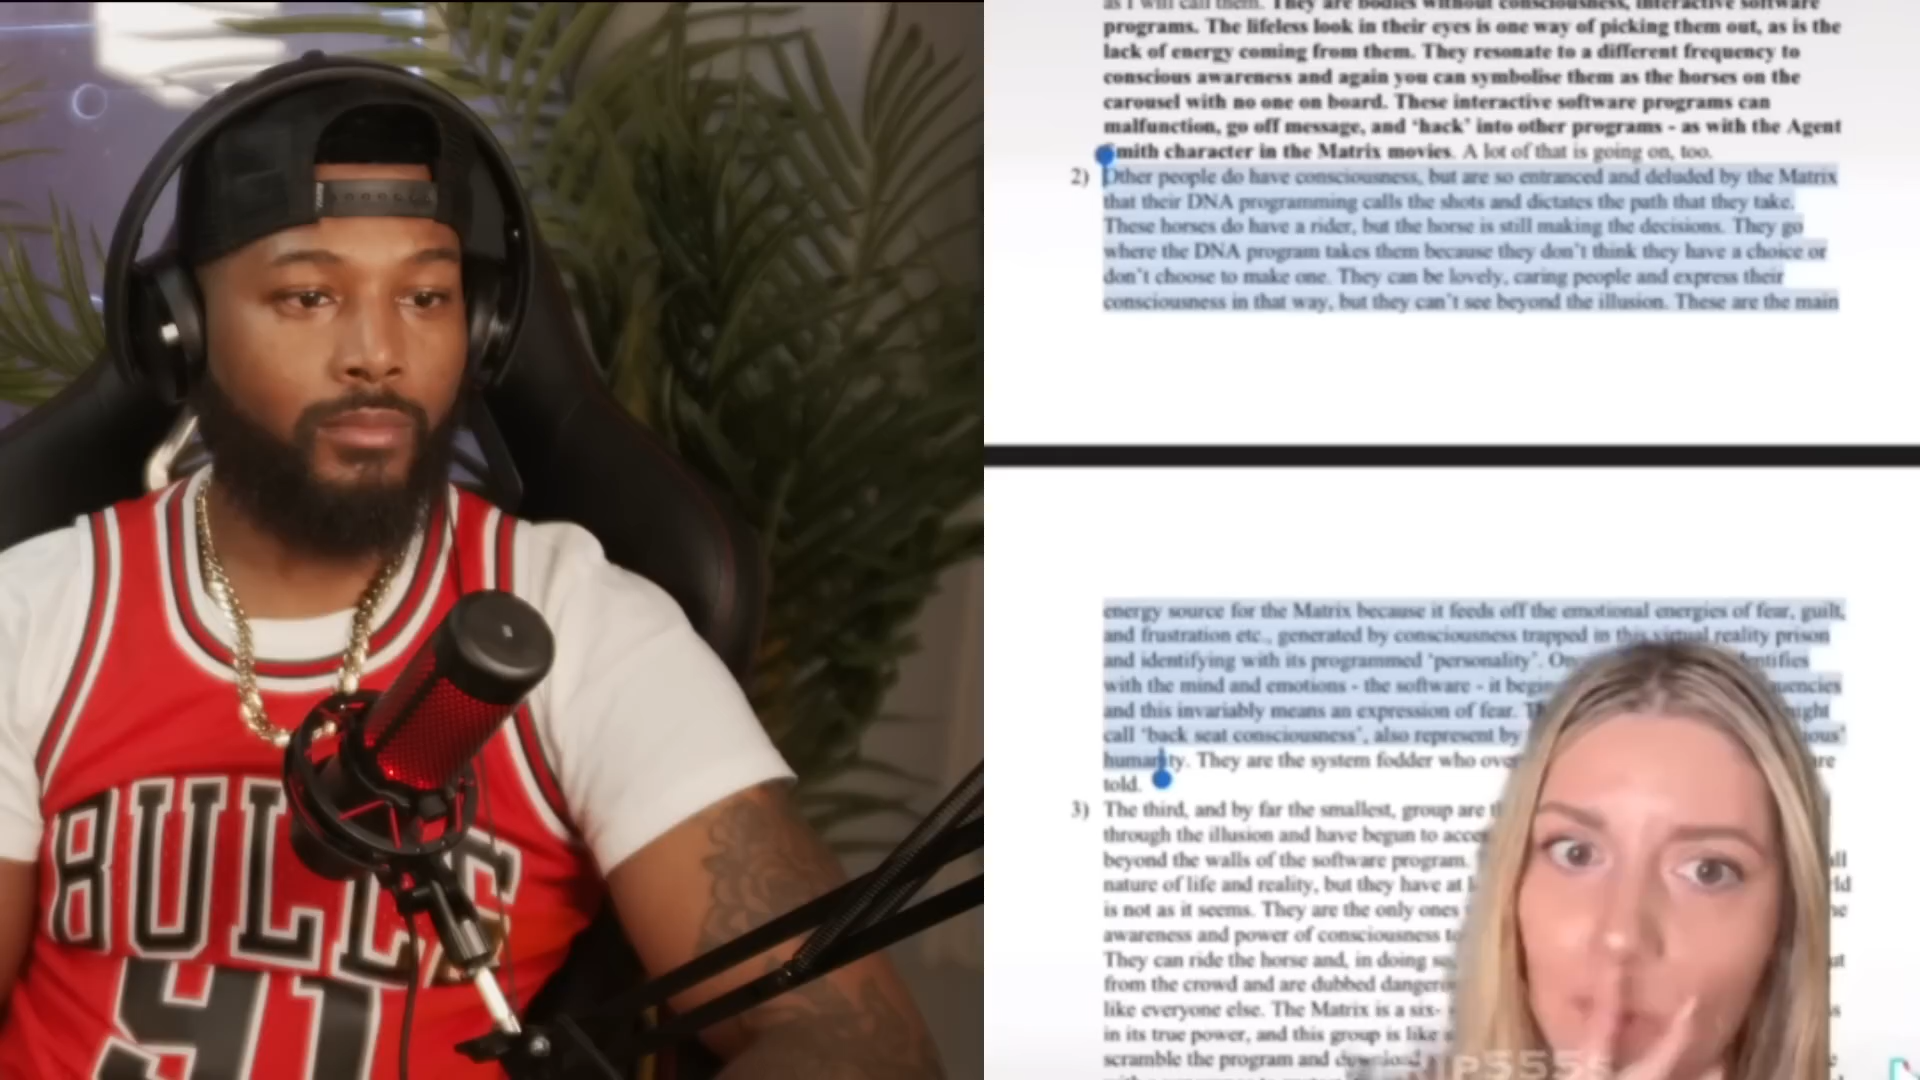 BULLS
91
as I will call them. They are bodies without consciousness, interactive software
programs. The lifeless look in their eyes is one way of picking them out, as is the
lack of energy coming from them. They resonate to a different frequency to
conscious awareness and again you can symbolise them as the horses on the
carousel with no one on board. These interactive software programs can
malfunction, go off message, and ‘hack’ into other programs - as with the Agent
Smith character in the Matrix movies. A lot of that is going on, too.
2) Other people do have consciousness, but are so entranced and deluded by the Matrix
that their DNA programming calls the shots and dictates the path that they take.
These horses do have a rider, but the horse is still making the decisions. They go
where the DNA program takes them because they don’t think they have a choice or
don’t choose to make one. They can be lovely, caring people and express their
consciousness in that way, but they can’t see beyond the illusion. These are the main
energy source for the Matrix because it feeds off the emotional energies of fear, guilt,
and frustration etc., generated by consciousness trapped in this virtual reality prison
and identifying with its programmed ‘personality’.
with the mind and emotions - the software - it
and this invariably means an expression of fear.
call ‘back seat consciousness’, also represent by
humanity. They are the system fodder who
told.
3) The third, and by far the smallest, group are
through the illusion and have begun to
beyond the walls of the software program.
nature of life and reality, but they have at
is not as it seems. They are the only ones
awareness and power of consciousness
They can ride the horse and, in doing
from the crowd and are dubbed
like everyone else. The Matrix is a
in its true power, and this group is like
scramble the program and download